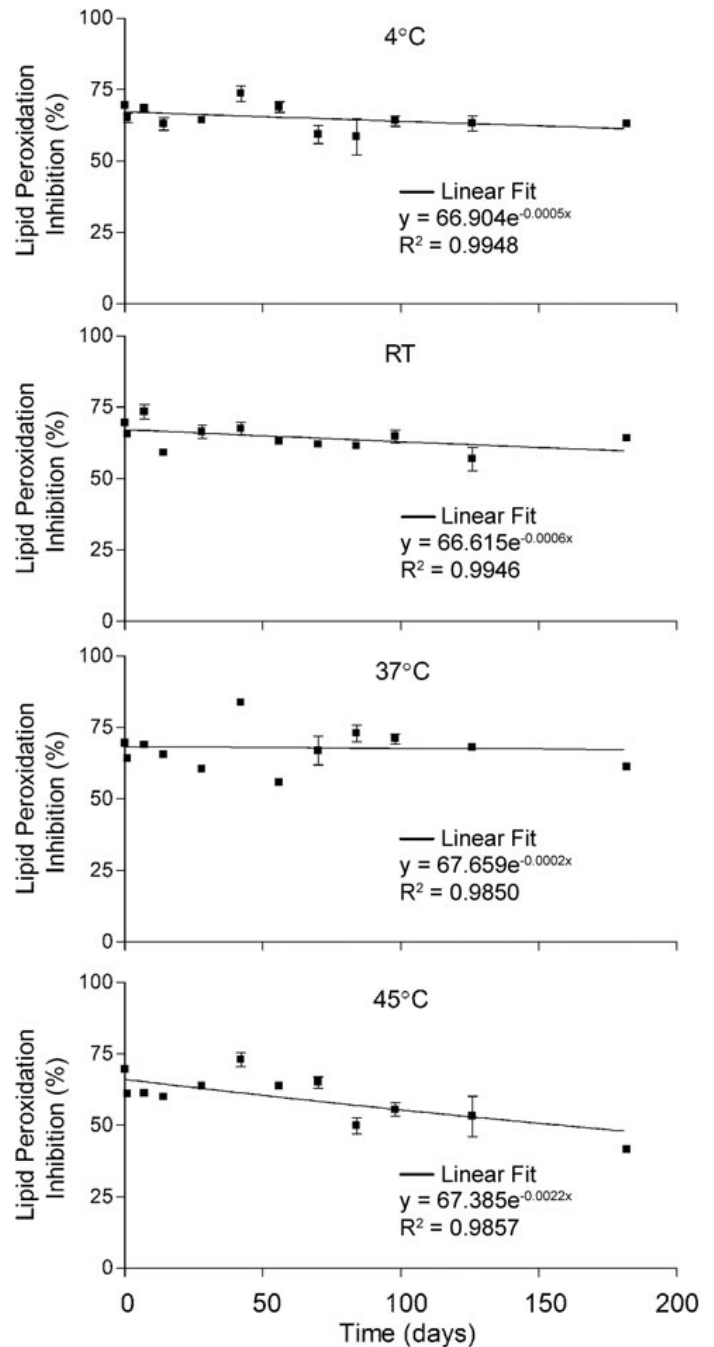 100
4°C
75
50
25
0
Lipid Peroxidation
Inhibition (%)
Linear Fit
y = 66.904e^-0.0005x
R² = 0.9948
100
RT
75
50
25
0
Lipid Peroxidation
Inhibition (%)
Linear Fit
y = 66.615e^-0.0006x
R² = 0.9946
100
37°C
75
50
25
0
Lipid Peroxidation
Inhibition (%)
Linear Fit
y = 67.659e^-0.0002x
R² = 0.9850
100
45°C
75
50
25
0
Lipid Peroxidation
Inhibition (%)
Linear Fit
y = 67.385e^-0.0022x
R² = 0.9857
0 50 100 150 200
Time (days)